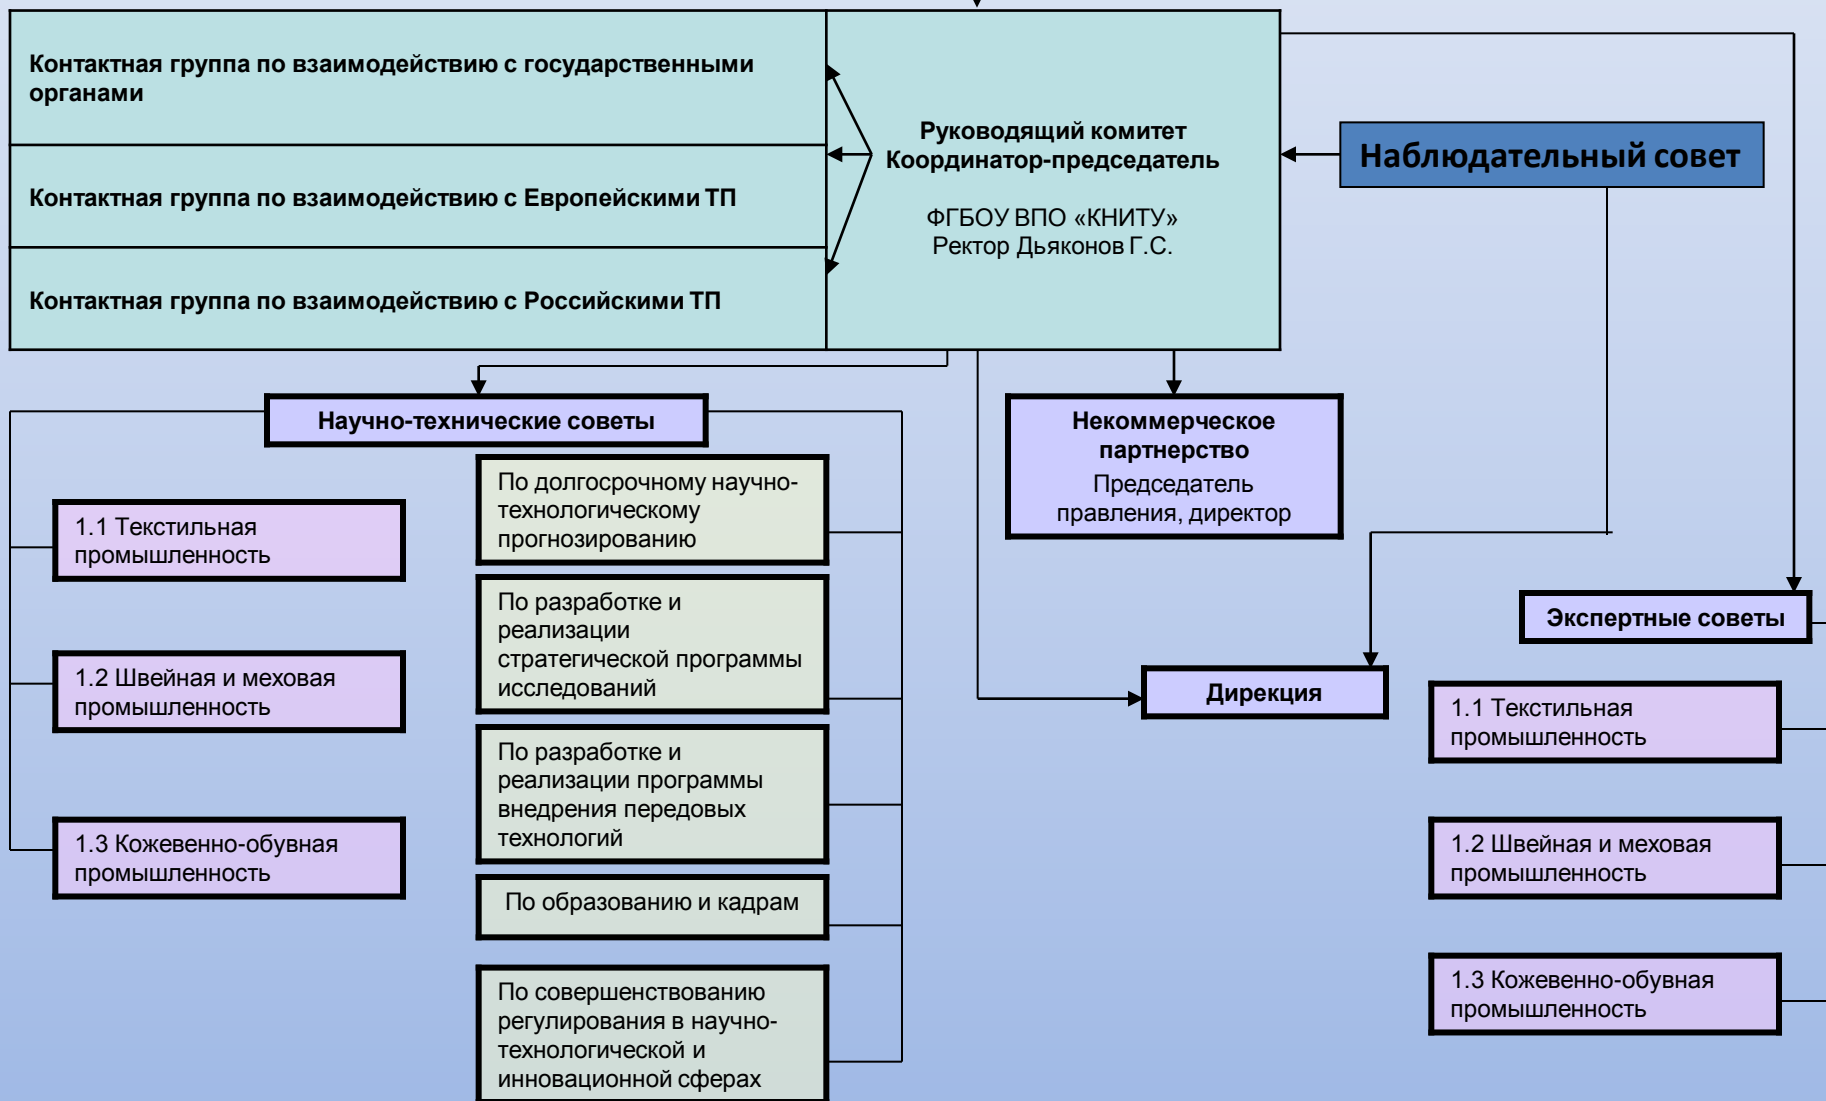 Контактная группа по взаимодействию с государственными
органами
Контактная группа по взаимодействию с Европейскими ТП
Контактная группа по взаимодействию с Российскими ТП
Руководящий комитет
Координатор-председатель
ФГБОУ ВПО «КНИТУ»
Ректор Дьяконов Г.С.
Наблюдательный совет
Научно-технические советы
1.1 Текстильная
промышленность
1.2 Швейная и меховая
промышленность
1.3 Кожевенно-обувная
промышленность
По долгосрочному научно-
технологическому
прогнозированию
По разработке и
реализации
стратегической программы
исследований
По разработке и
реализации программы
внедрения передовых
технологий
По образованию и кадрам
По совершенствованию
регулирования в научно-
технологической и
инновационной сферах
Некоммерческое
партнерство
Председатель
правления, директор
Дирекция
Экспертные советы
1.1 Текстильная
промышленность
1.2 Швейная и меховая
промышленность
1.3 Кожевенно-обувная
промышленность